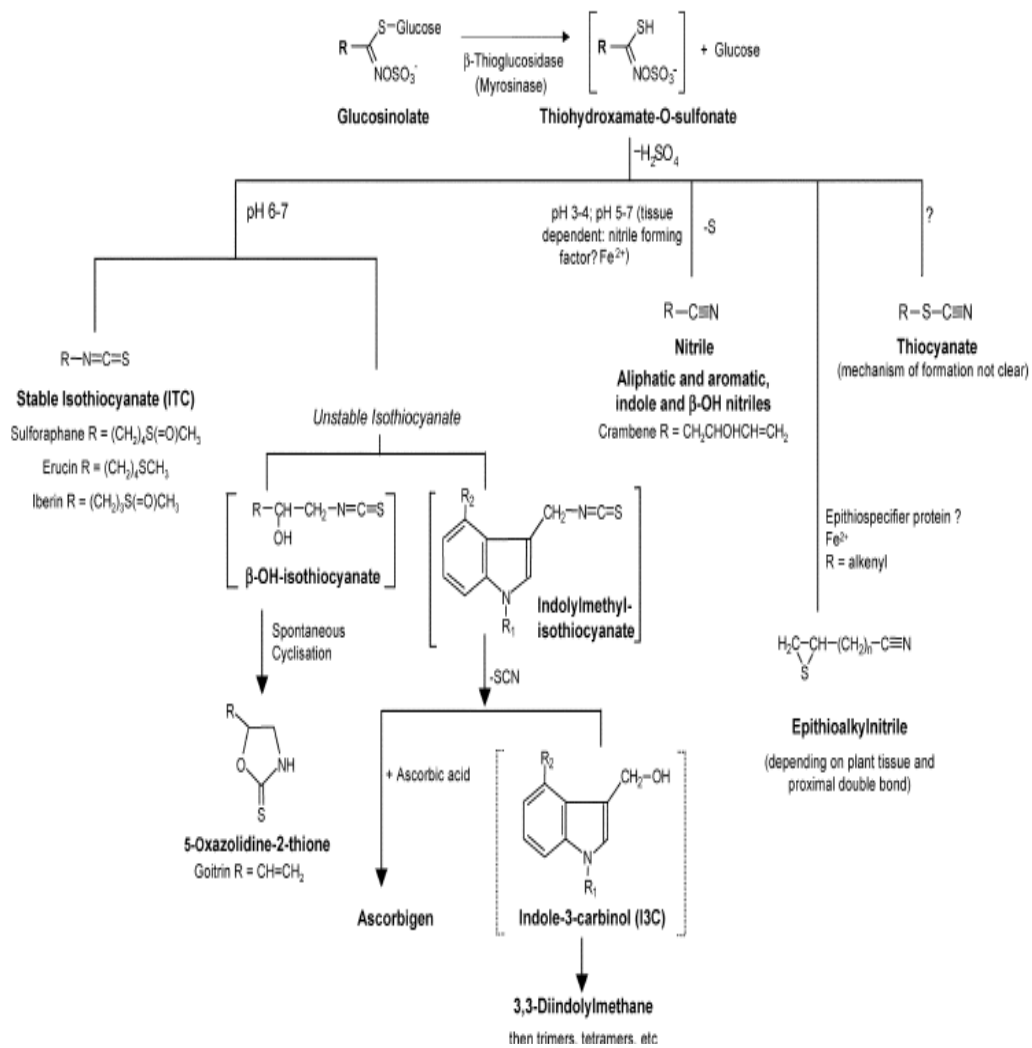 S–Glucose
R
NOSO₃⁻
Glucosinolate
β-Thioglucosidase
(Myrosinase)
SH
R
NOSO₃⁻
+ Glucose
Thiohydroxamate-O-sulfonate
–H₂SO₄
pH 6-7
pH 3-4; pH 5-7 (tissue
dependent: nitrile forming
factor? Fe²⁺)
-S
?
R–N=C=S
Stable Isothiocyanate (ITC)
Sulforaphane R = (CH₂)₄S(=O)CH₃
Erucin R = (CH₂)₄SCH₃
Iberin R = (CH₂)₃S(=O)CH₃
Unstable Isothiocyanate
R–C≡N
Nitrile
Aliphatic and aromatic,
indole and β-OH nitriles
Crambene R = CH₂CHOHCH=CH₂
R–S–C≡N
Thiocyanate
(mechanism of formation not clear)
R–CH–CH₂–N=C=S
OH
β-OH-isothiocyanate
R₂
CH₂–N=C=S
N
R₁
Indolylmethyl-
isothiocyanate
Epithiospecifier protein ?
Fe²⁺
R = alkenyl
H₂C–CH–(CH₂)ₙ–C≡N
S
Epithioalkylnitrile
(depending on plant tissue and
proximal double bond)
Spontaneous
Cyclisation
-SCN
R
O
NH
S
5-Oxazolidine-2-thione
Goitrin R = CH=CH₂
+ Ascorbic acid
Ascorbigen
R₂
CH₂–OH
N
R₁
Indole-3-carbinol (I3C)
3,3-Diindolylmethane
then trimers, tetramers, etc